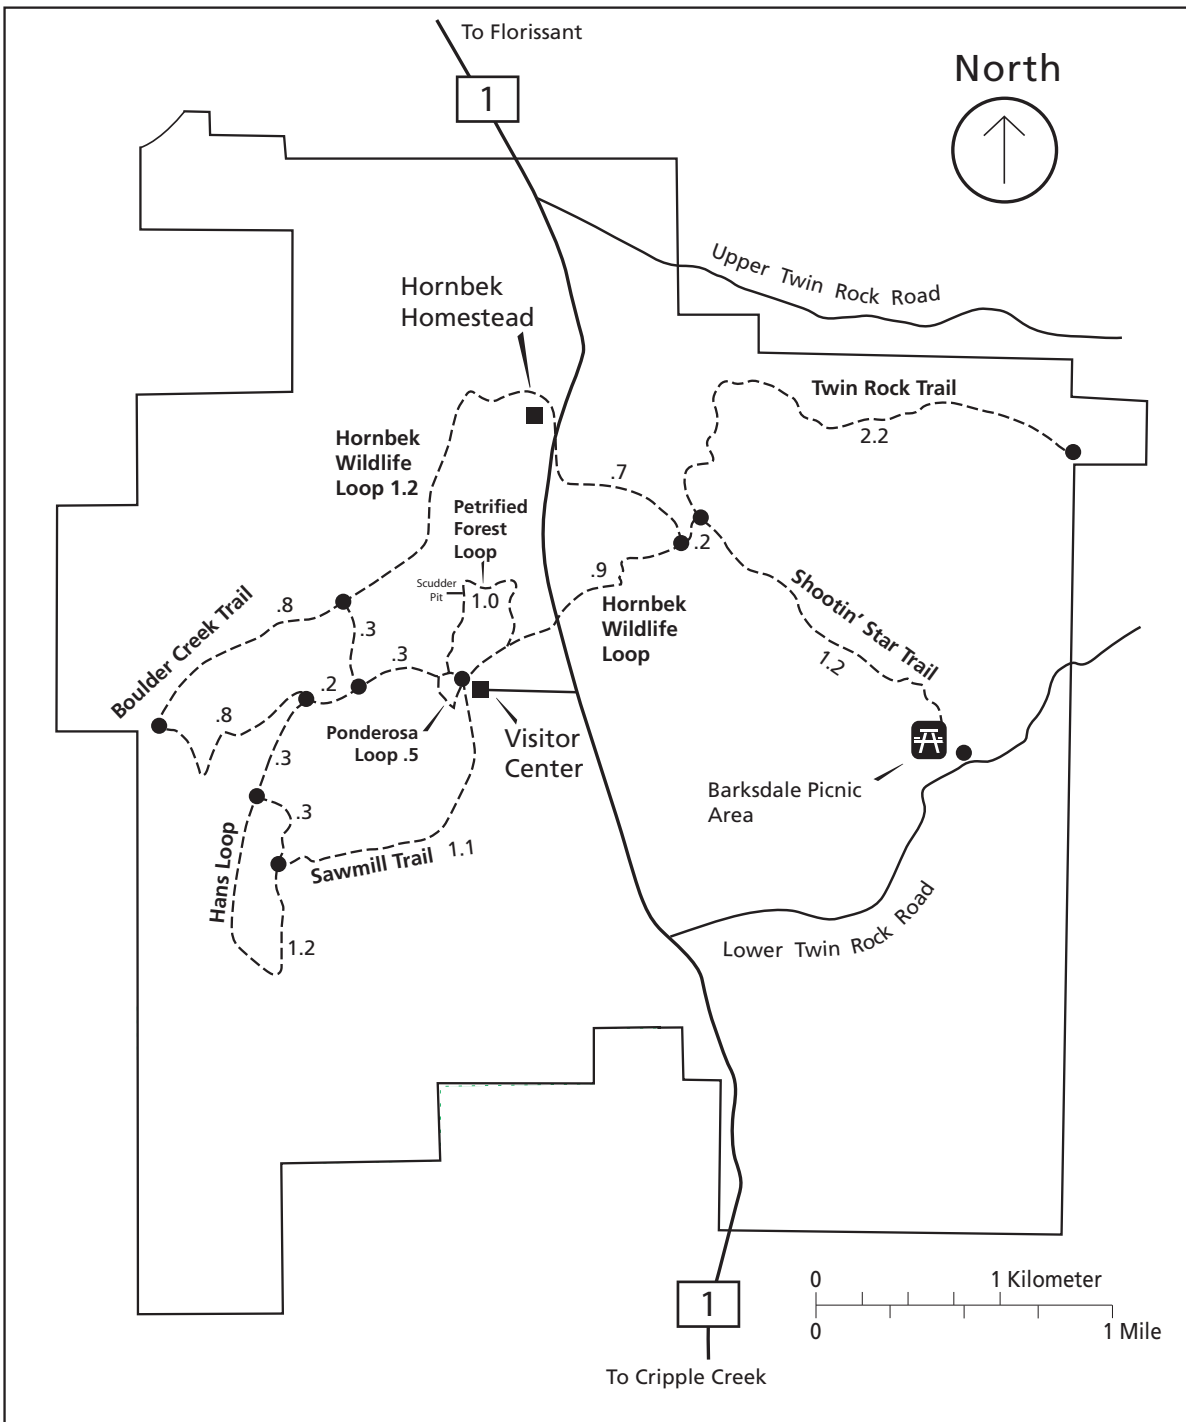 To Florissant
1
North
Upper Twin Rock Road
Hornbek
Homestead
Twin Rock Trail
2.2
Hornbek
Wildlife
Loop 1.2
.7
Petrified
Forest
Loop
.2
Scudder
Pit
1.0
.9
Hornbek
Wildlife
Loop
Shootin’ Star Trail
1.2
Boulder Creek Trail
.8
.3
.3
.2
.8
Ponderosa
Loop .5
Visitor
Center
.3
Barksdale Picnic
Area
.3
Hans Loop
Sawmill Trail 1.1
1.2
Lower Twin Rock Road
1
To Cripple Creek
0 1 Kilometer
0 1 Mile